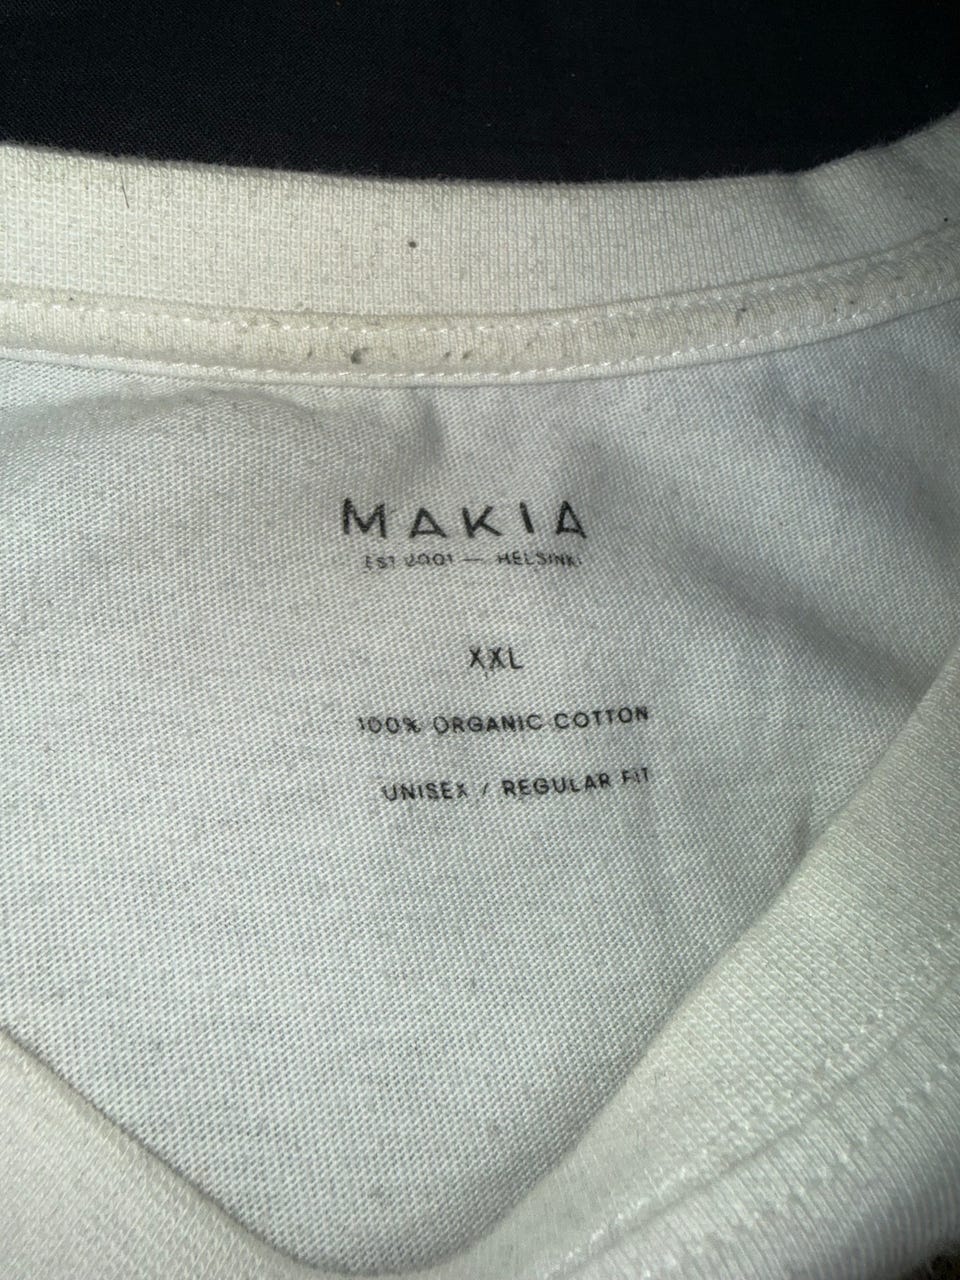 MAKIA
EST 2001 — HELSINKI
XXL
100% ORGANIC COTTON
UNISEX / REGULAR FIT